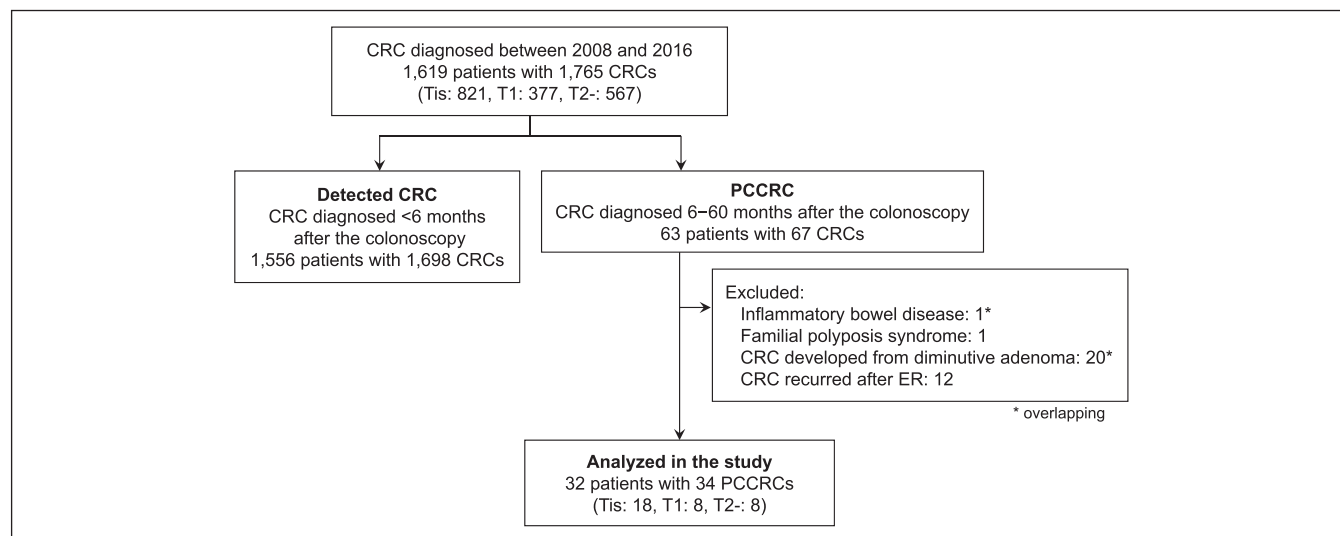 CRC diagnosed between 2008 and 2016
1,619 patients with 1,765 CRCs
(Tis: 821, T1: 377, T2-: 567)
Detected CRC
CRC diagnosed <6 months
after the colonoscopy
1,556 patients with 1,698 CRCs
PCCRC
CRC diagnosed 6−60 months after the colonoscopy
63 patients with 67 CRCs
Excluded:
Inflammatory bowel disease: 1*
Familial polyposis syndrome: 1
CRC developed from diminutive adenoma: 20*
CRC recurred after ER: 12
* overlapping
Analyzed in the study
32 patients with 34 PCCRCs
(Tis: 18, T1: 8, T2-: 8)